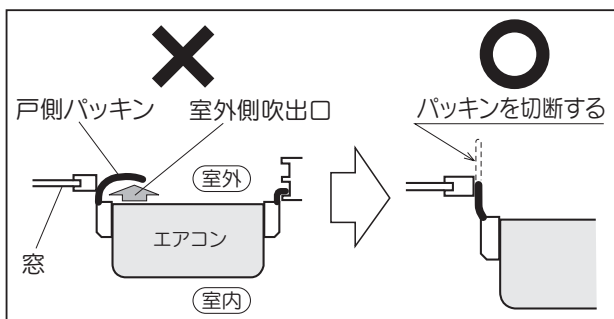 戸側パッキン
室外側吹出口
パッキンを切断する
室外
エアコン
窓
室内